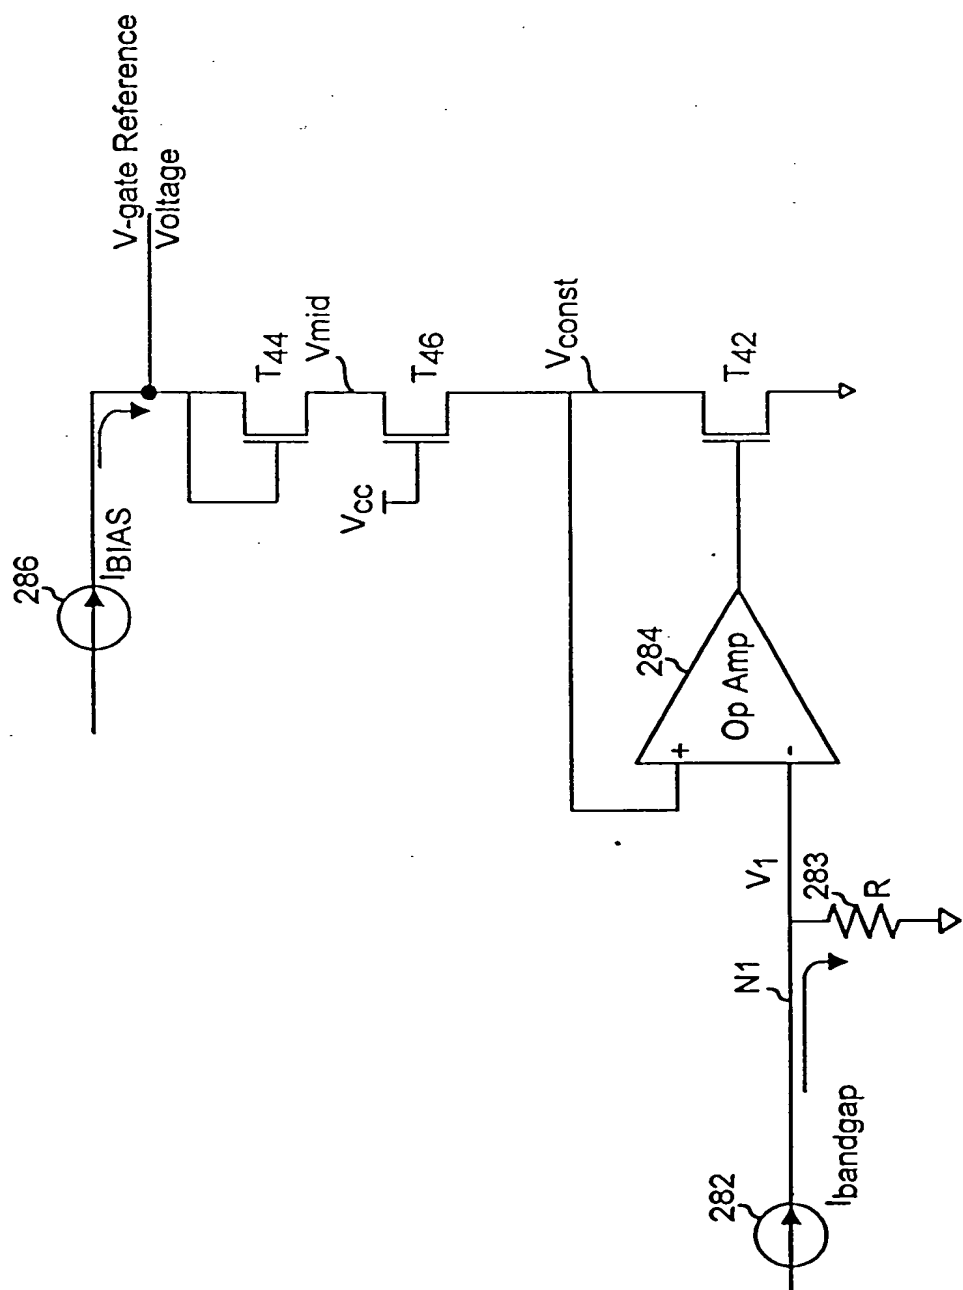 V-gate Reference
Voltage
286
IBIAS
T44
Vmid
T46
Vcc
Vconst
T42
284
Op Amp
+
-
V1
283
R
N1
282
Ibandgap